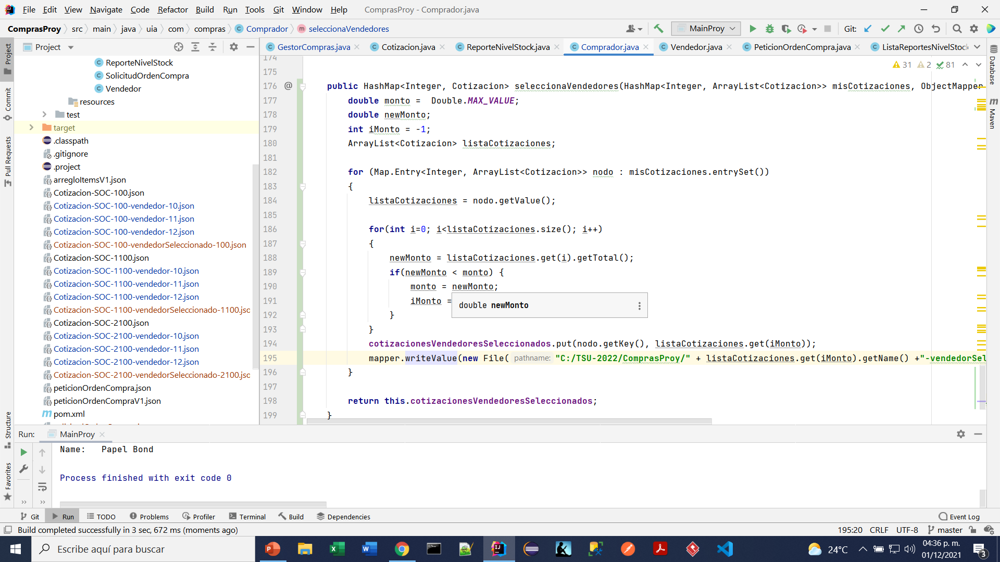 File Edit View Navigate Code Refactor Build Run Tools Git Window Help ComprasProy - Comprador.java
ComprasProy src main java uia com compras Comprador seleccionaVendedores MainProy Git:
Project
GestorCompras.java Cotizacion.java ReporteNivelStock.java Comprador.java Vendedor.java PeticionOrdenCompra.java ListaReportesNivelStoc
Project
Commit
Pull Requests
Structure
Favorites
Database
Maven
ReporteNivelStock
SolicitudOrdenCompra
Vendedor
resources
test
target
.classpath
.gitignore
.project
arregloItemsV1.json
Cotizacion-SOC-100.json
Cotizacion-SOC-100-vendedor-10.json
Cotizacion-SOC-100-vendedor-11.json
Cotizacion-SOC-100-vendedor-12.json
Cotizacion-SOC-100-vendedorSeleccionado-100.json
Cotizacion-SOC-1100.json
Cotizacion-SOC-1100-vendedor-10.json
Cotizacion-SOC-1100-vendedor-11.json
Cotizacion-SOC-1100-vendedor-12.json
Cotizacion-SOC-1100-vendedorSeleccionado-1100.jsc
Cotizacion-SOC-2100.json
Cotizacion-SOC-2100-vendedor-10.json
Cotizacion-SOC-2100-vendedor-11.json
Cotizacion-SOC-2100-vendedor-12.json
Cotizacion-SOC-2100-vendedorSeleccionado-2100.jsc
peticionOrdenCompra.json
peticionOrdenCompraV1.json
pom.xml
31 2 81
174
175
176 @ public HashMap<Integer, Cotizacion> seleccionaVendedores(HashMap<Integer, ArrayList<Cotizacion>> misCotizaciones, ObjectMapper
177 double monto = Double.MAX_VALUE;
178 double newMonto;
179 int iMonto = -1;
180 ArrayList<Cotizacion> listaCotizaciones;
181
182 for (Map.Entry<Integer, ArrayList<Cotizacion>> nodo : misCotizaciones.entrySet())
183 {
184 listaCotizaciones = nodo.getValue();
185
186 for(int i=0; i<listaCotizaciones.size(); i++)
187 {
188 newMonto = listaCotizaciones.get(i).getTotal();
189 if(newMonto < monto) {
190 monto = newMonto;
191 iMonto =
double newMonto
192 }
193 }
194 cotizacionesVendedoresSeleccionados.put(nodo.getKey(), listaCotizaciones.get(iMonto));
195 mapper.writeValue(new File( pathname: "C:/TSU-2022/ComprasProy/" + listaCotizaciones.get(iMonto).getName() +"-vendedorSel
196 }
197
198 return this.cotizacionesVendedoresSeleccionados;
199 }
Run: MainProy
Name: Papel Bond
Process finished with exit code 0
Git Run TODO Problems Profiler Terminal Build Dependencies Event Log
Build completed successfully in 3 sec, 672 ms (moments ago) 195:20 CRLF UTF-8 master
Escribe aquí para buscar 24°C 04:36 p. m.
01/12/2021
3